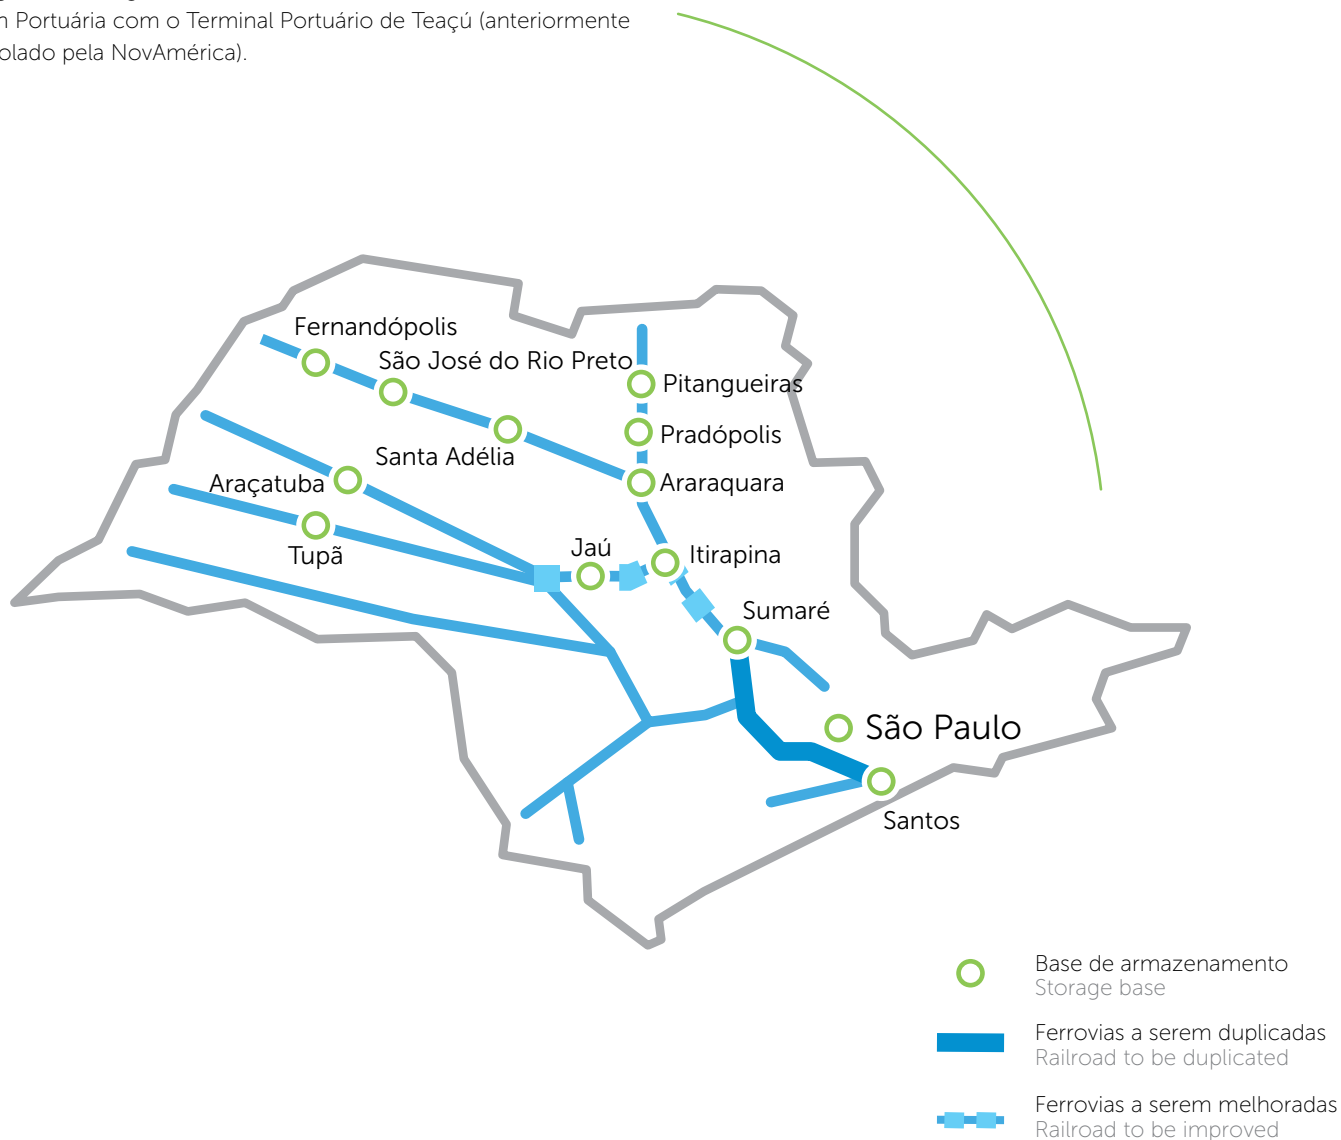 Portuária com o Terminal Portuário de Teaçú (anteriormente
pela NovAmérica).
Fernandópolis
São José do Rio Preto
Pitangueiras
Pradópolis
Santa Adélia
Araçatuba
Araraquara
Tupã
Jaú
Itirapina
Sumaré
São Paulo
Santos
Base de armazenamento
Storage base
Ferrovias a serem duplicadas
Railroad to be duplicated
Ferrovias a serem melhoradas
Railroad to be improved